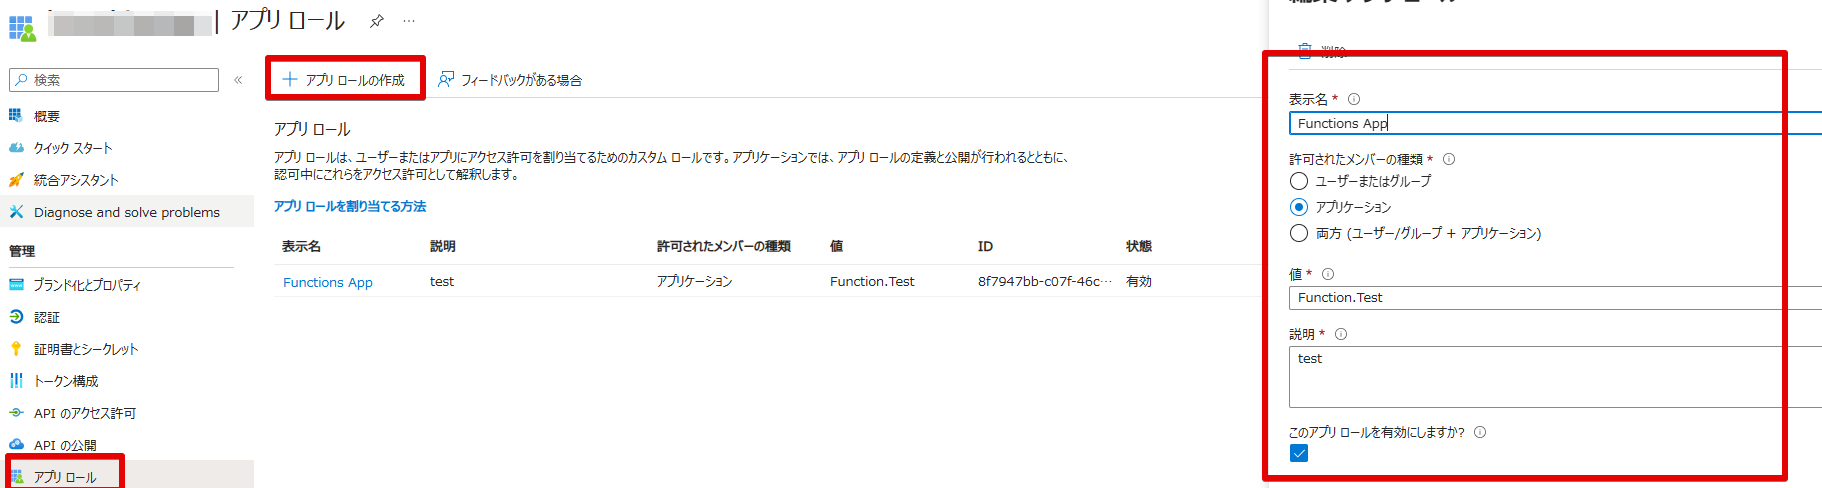 | アプリ ロール
検索
概要
クイック スタート
統合アシスタント
Diagnose and solve problems
管理
ブランド化とプロパティ
認証
証明書とシークレット
トークン構成
API のアクセス許可
API の公開
アプリ ロール
アプリ ロールの作成
フィードバックがある場合
アプリ ロール
アプリ ロールは、ユーザーまたはアプリにアクセス許可を割り当てるためのカスタム ロールです。アプリケーションでは、アプリ ロールの定義と公開が行われるとともに、
認可中にこれらをアクセス許可として解釈します。
アプリ ロールを割り当てる方法
表示名 説明 許可されたメンバーの種類 値 ID 状態
Functions App test アプリケーション Function.Test 8f7947bb-c07f-46c… 有効
削除
表示名 *
Functions App
許可されたメンバーの種類 *
ユーザーまたはグループ
アプリケーション
両方 (ユーザー/グループ + アプリケーション)
値 *
Function.Test
説明 *
test
このアプリ ロールを有効にしますか?